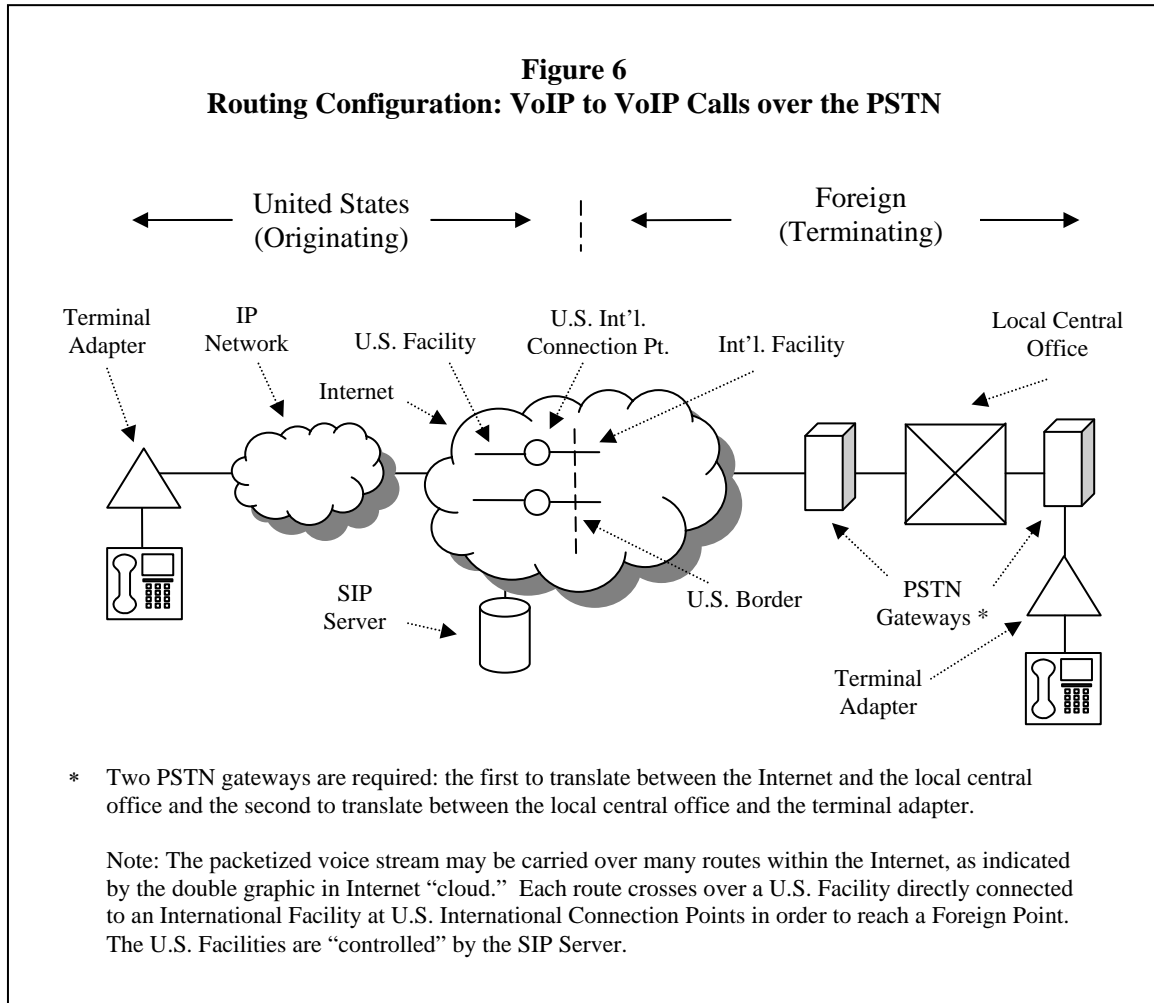 Figure 6
Routing Configuration: VoIP to VoIP Calls over the PSTN
United States
(Originating)
Foreign
(Terminating)
Terminal
Adapter
IP
Network
U.S. Facility
U.S. Int’l.
Connection Pt.
Int’l. Facility
Local Central
Office
Internet
SIP
Server
U.S. Border
PSTN
Gateways *
Terminal
Adapter
* Two PSTN gateways are required: the first to translate between the Internet and the local central
office and the second to translate between the local central office and the terminal adapter.
Note: The packetized voice stream may be carried over many routes within the Internet, as indicated
by the double graphic in Internet “cloud.” Each route crosses over a U.S. Facility directly connected
to an International Facility at U.S. International Connection Points in order to reach a Foreign Point.
The U.S. Facilities are “controlled” by the SIP Server.